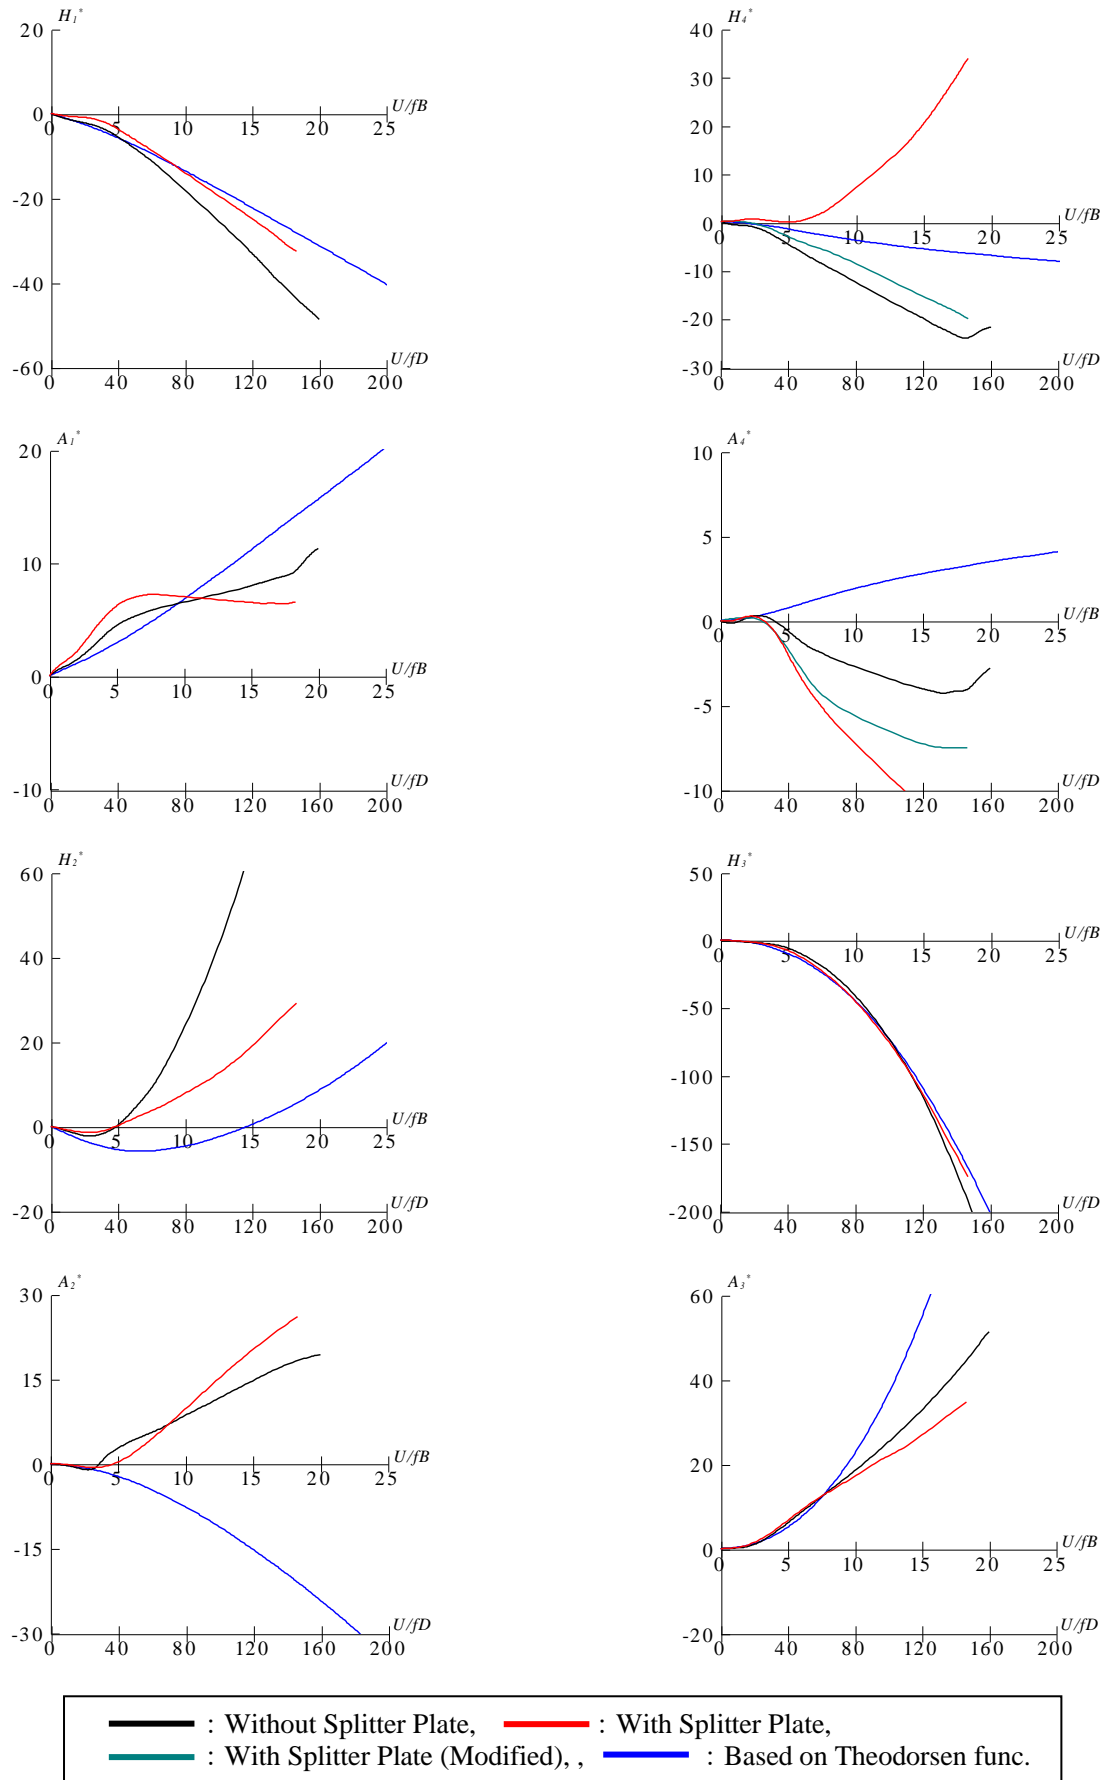 H1*
20
0
-20
-40
-60
U/fB
0 5 10 15 20 25
U/fD
0 40 80 120 160 200
H4*
40
30
20
10
0
-10
-20
-30
U/fB
0 5 10 15 20 25
U/fD
0 40 80 120 160 200
A1*
20
10
0
-10
U/fB
0 5 10 15 20 25
U/fD
0 40 80 120 160 200
A4*
10
5
0
-5
-10
U/fB
0 5 10 15 20 25
U/fD
0 40 80 120 160 200
H2*
60
40
20
0
-20
U/fB
0 5 10 15 20 25
U/fD
0 40 80 120 160 200
H3*
50
0
-50
-100
-150
-200
U/fB
0 5 10 15 20 25
U/fD
0 40 80 120 160 200
A2*
30
15
0
-15
-30
U/fB
0 5 10 15 20 25
U/fD
0 40 80 120 160 200
A3*
60
40
20
0
-20
U/fB
0 5 10 15 20 25
U/fD
0 40 80 120 160 200
: Without Splitter Plate, : With Splitter Plate,
: With Splitter Plate (Modified), , : Based on Theodorsen func.